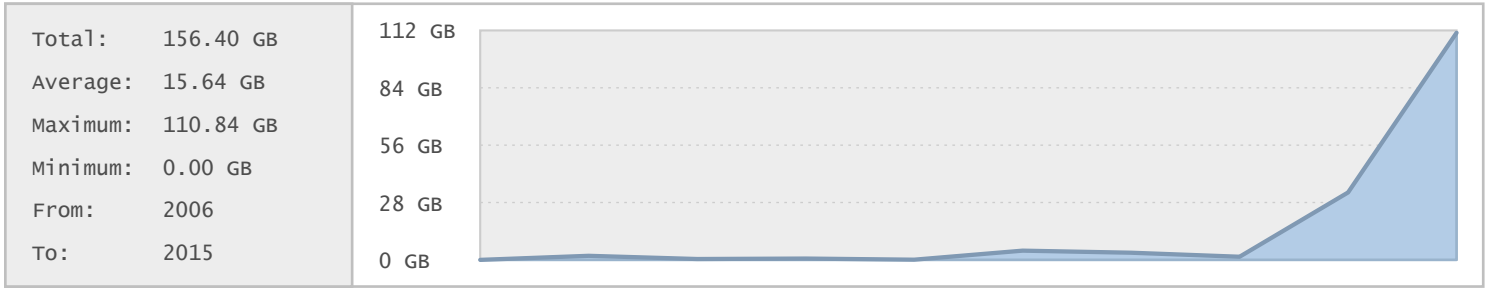 Total: 156.40 GB
Average: 15.64 GB
Maximum: 110.84 GB
Minimum: 0.00 GB
From: 2006
To: 2015
112 GB
84 GB
56 GB
28 GB
0 GB